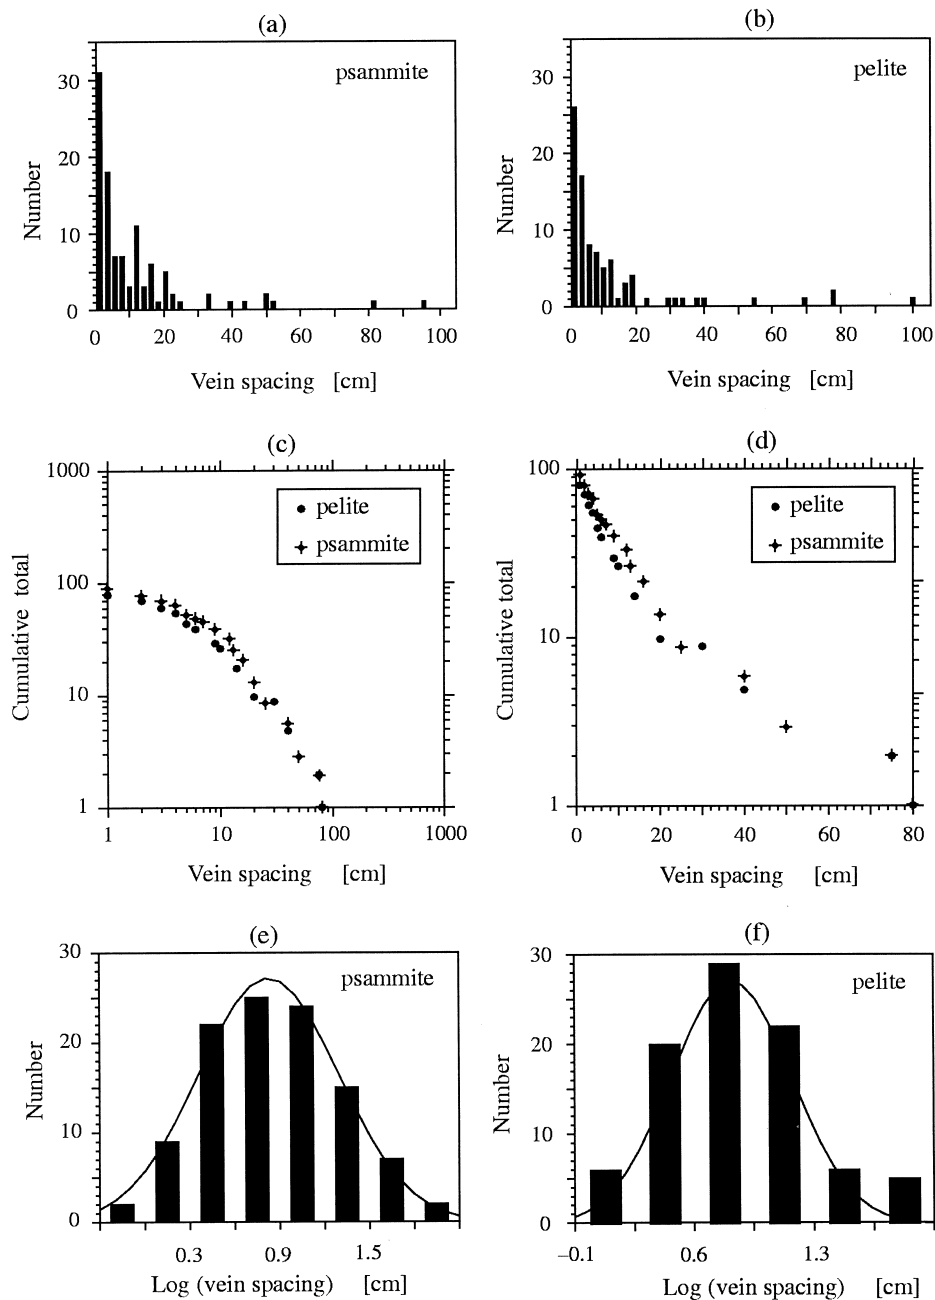 (a)
psammite
30
20
10
0
Number
0 20 40 60 80 100
Vein spacing [cm]
(b)
pelite
30
20
10
0
Number
0 20 40 60 80 100
Vein spacing [cm]
(c)
pelite
psammite
1000
100
10
1
Cumulative total
1 10 100 1000
Vein spacing [cm]
(d)
pelite
psammite
100
10
1
Cumulative total
0 20 40 60 80
Vein spacing [cm]
(e)
psammite
30
20
10
0
Number
0.3 0.9 1.5
Log (vein spacing) [cm]
(f)
pelite
30
20
10
0
Number
–0.1 0.6 1.3
Log (vein spacing) [cm]